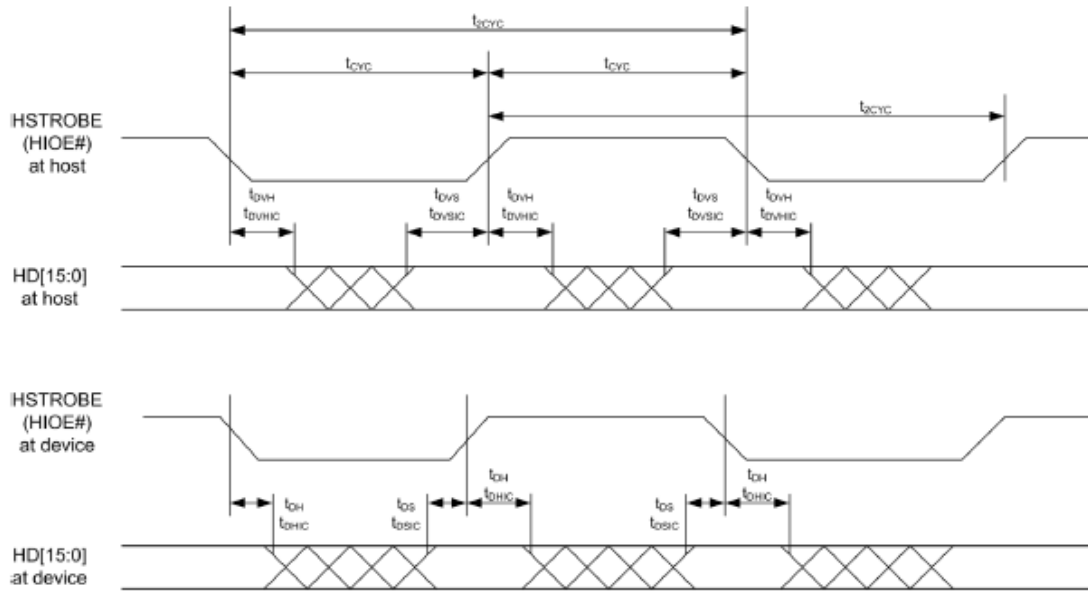 t2CYC
tCYC
tCYC
t2CYC
HSTROBE
(HIOE#)
at host
tDVH
tDVHIC
tDVS
tDVSIC
tDVH
tDVHIC
tDVS
tDVSIC
tDVH
tDVHIC
HD[15:0]
at host
HSTROBE
(HIOE#)
at device
tDH
tDHIC
tDS
tDSIC
tDH
tDHIC
tDS
tDSIC
tDH
tDHIC
HD[15:0]
at device